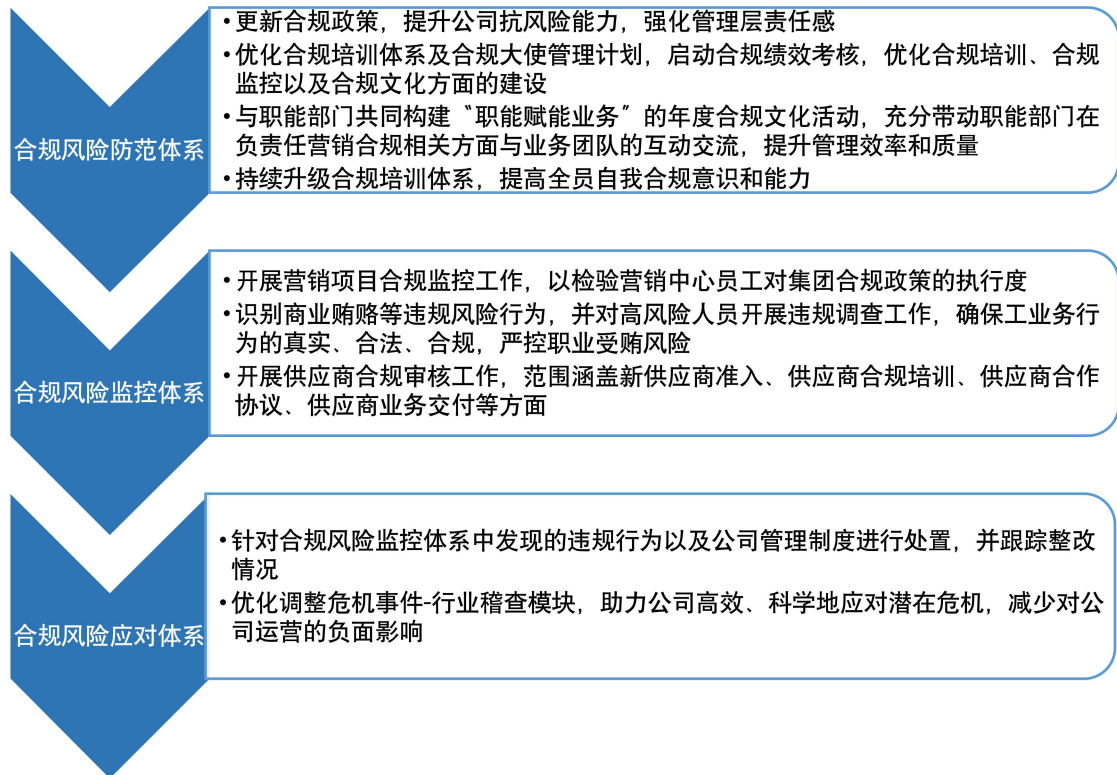 合规风险防范体系
•更新合规政策，提升公司抗风险能力，强化管理层责任感
•优化合规培训体系及合规大使管理计划，启动合规绩效考核，优化合规培训、合规
监控以及合规文化方面的建设
•与职能部门共同构建“职能赋能业务”的年度合规文化活动，充分带动职能部门在
负责任营销合规相关方面与业务团队的互动交流，提升管理效率和质量
•持续升级合规培训体系，提高全员自我合规意识和能力
合规风险监控体系
•开展营销项目合规监控工作，以检验营销中心员工对集团合规政策的执行度
•识别商业贿赂等违规风险行为，并对高风险人员开展违规调查工作，确保工业务行
为的真实、合法、合规，严控职业受贿风险
•开展供应商合规审核工作，范围涵盖新供应商准入、供应商合规培训、供应商合作
协议、供应商业务交付等方面
合规风险应对体系
•针对合规风险监控体系中发现的违规行为以及公司管理制度进行处置，并跟踪整改
情况
•优化调整危机事件-行业稽查模块，助力公司高效、科学地应对潜在危机，减少对公
司运营的负面影响